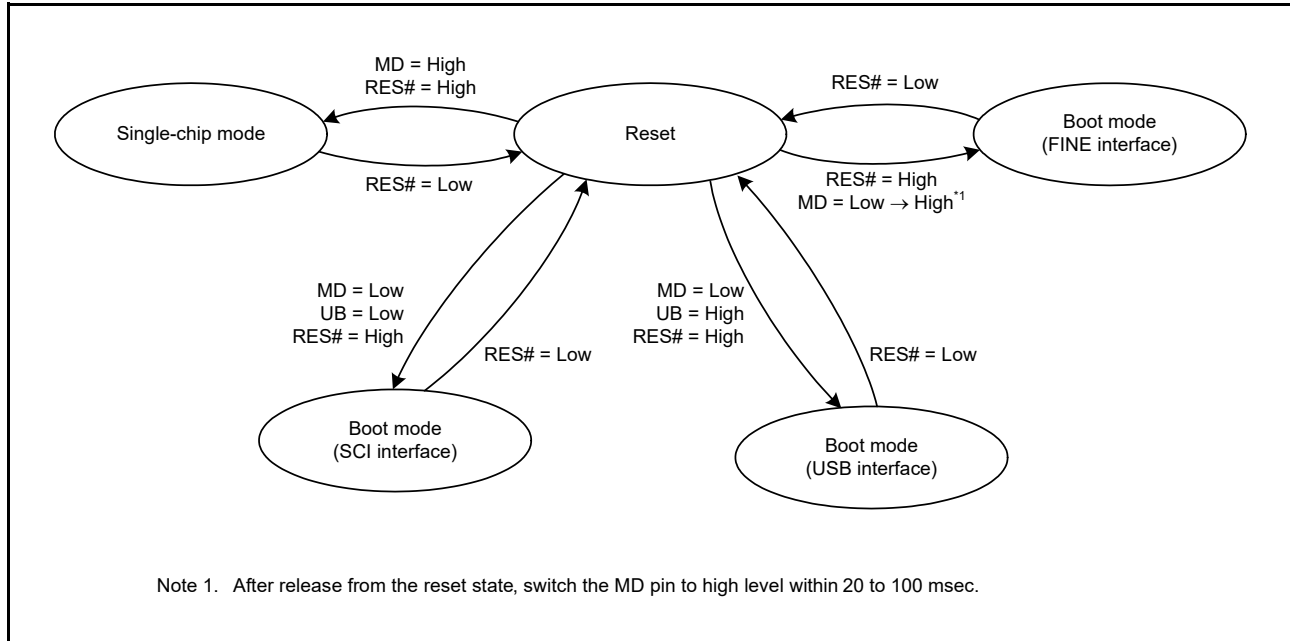 MD = High
RES# = High
RES# = Low
Single-chip mode
Reset
Boot mode
(FINE interface)
RES# = Low
RES# = High
MD = Low → High*1
MD = Low
UB = Low
RES# = High
MD = Low
UB = High
RES# = High
RES# = Low
RES# = Low
Boot mode
(SCI interface)
Boot mode
(USB interface)
Note 1. After release from the reset state, switch the MD pin to high level within 20 to 100 msec.